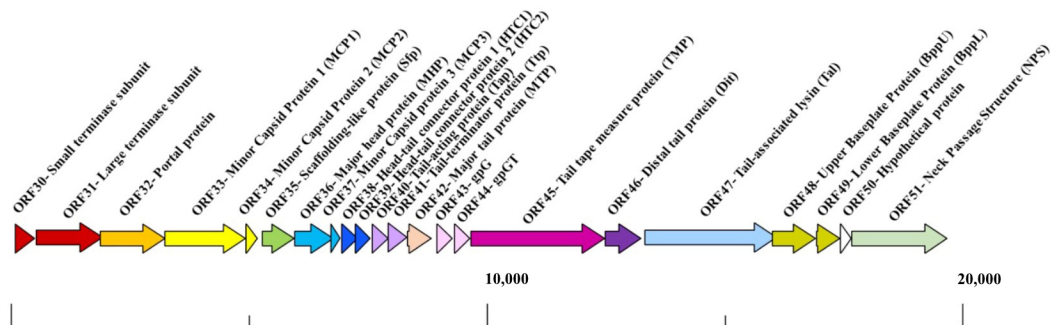 ORF30- Small terminase subunit
ORF31- Large terminase subunit
ORF32- Portal protein
ORF33- Minor Capsid Protein 1 (MCP1)
ORF34- Minor Capsid Protein 2 (MCP2)
ORF35- Scaffolding-like protein (Sfp)
ORF36- Major head protein (MHP)
ORF37- Minor Capsid protein 3 (MCP3)
ORF38- Head-tail connector protein 1 (HTC1)
ORF39- Head-tail connector protein 2 (HTC2)
ORF40- Tail-acting protein (Tap)
ORF41- Tail-terminator protein (Ttp)
ORF42- Major tail protein (MTP)
ORF43- gpG
ORF44- gpGT
ORF45- Tail tape measure protein (TMP)
ORF46- Distal tail protein (Dit)
ORF47- Tail-associated lysin (Tal)
ORF48- Upper Baseplate Protein (BppU)
ORF49- Lower Baseplate Protein (BppL)
ORF50- Hypothetical protein
ORF51- Neck Passage Structure (NPS)
10,000
20,000